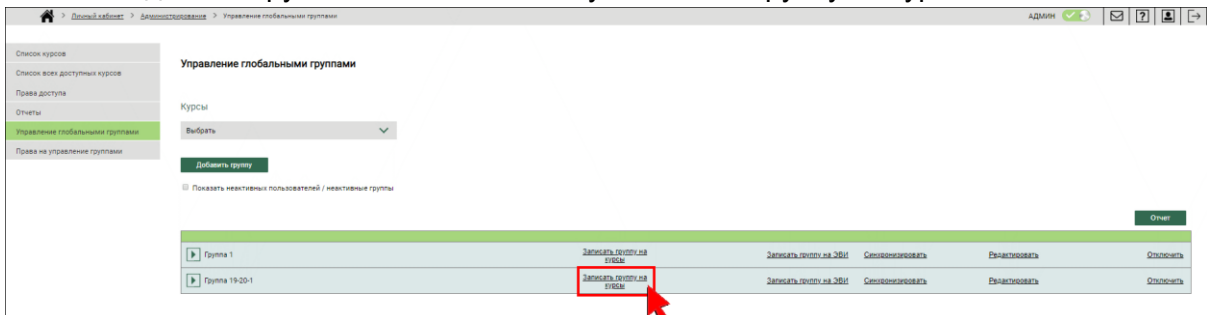 Личный кабинет > Администрирование > Управление глобальными группами
АДМИН
Список курсов
Список всех доступных курсов
Права доступа
Отчеты
Управление глобальными группами
Права на управление группами
Управление глобальными группами
Курсы
Выбрать
Добавить группу
Показать неактивных пользователей / неактивные группы
Отчет
Группа 1 Записать группу на курсы Записать группу на ЭВИ Синхронизировать Редактировать Отключить
Группа 19-20-1 Записать группу на курсы Записать группу на ЭВИ Синхронизировать Редактировать Отключить